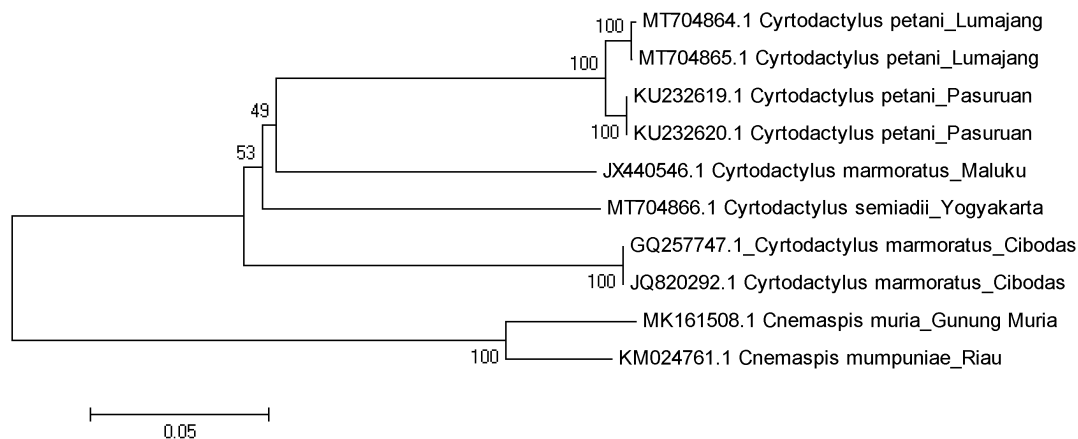 100
MT704864.1 Cyrtodactylus petani_Lumajang
100
MT704865.1 Cyrtodactylus petani_Lumajang
KU232619.1 Cyrtodactylus petani_Pasuruan
49
100
KU232620.1 Cyrtodactylus petani_Pasuruan
53
JX440546.1 Cyrtodactylus marmoratus_Maluku
MT704866.1 Cyrtodactylus semiadii_Yogyakarta
GQ257747.1_Cyrtodactylus marmoratus_Cibodas
100
JQ820292.1 Cyrtodactylus marmoratus_Cibodas
MK161508.1 Cnemaspis muria_Gunung Muria
100
KM024761.1 Cnemaspis mumpuniae_Riau
0.05